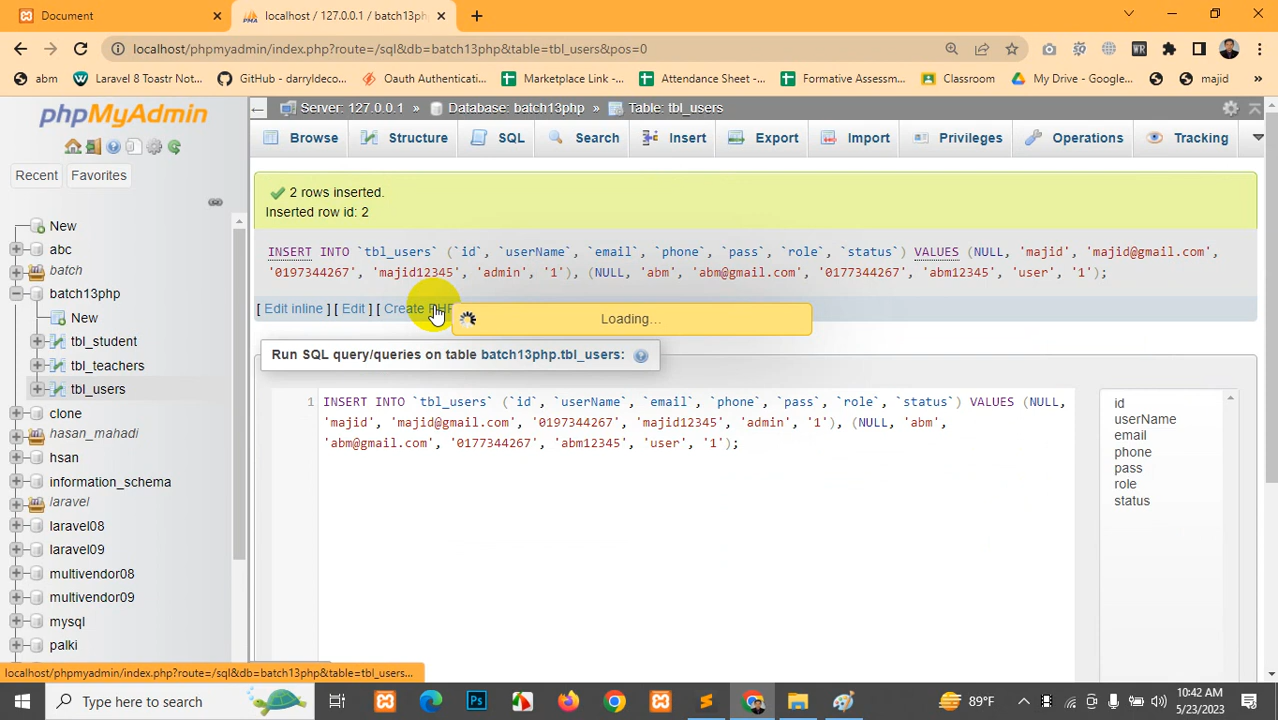 Document
localhost / 127.0.0.1 / batch13php
localhost/phpmyadmin/index.php?route=/sql&db=batch13php&table=tbl_users&pos=0
abm
Laravel 8 Toastr Not...
GitHub - darryldeco...
Oauth Authenticati...
Marketplace Link -...
Attendance Sheet -...
Formative Assessm...
Classroom
My Drive - Google...
majid
»
phpMyAdmin
Recent
Favorites
New
abc
batch
batch13php
New
tbl_student
tbl_teachers
tbl_users
clone
hasan_mahadi
hsan
information_schema
laravel
laravel08
laravel09
multivendor08
multivendor09
mysql
palki
Server: 127.0.0.1 » Database: batch13php » Table: tbl_users
Browse
Structure
SQL
Search
Insert
Export
Import
Privileges
Operations
Tracking
2 rows inserted.
Inserted row id: 2
INSERT INTO `tbl_users` (`id`, `userName`, `email`, `phone`, `pass`, `role`, `status`) VALUES (NULL, 'majid', 'majid@gmail.com',
'0197344267', 'majid12345', 'admin', '1'), (NULL, 'abm', 'abm@gmail.com', '0177344267', 'abm12345', 'user', '1');
[ Edit inline ] [ Edit ] [ Create PHP
Loading...
Run SQL query/queries on table batch13php.tbl_users:
1
INSERT INTO `tbl_users` (`id`, `userName`, `email`, `phone`, `pass`, `role`, `status`) VALUES (NULL,
'majid', 'majid@gmail.com', '0197344267', 'majid12345', 'admin', '1'), (NULL, 'abm',
'abm@gmail.com', '0177344267', 'abm12345', 'user', '1');
id
userName
email
phone
pass
role
status
localhost/phpmyadmin/index.php?route=/sql&db=batch13php&table=tbl_users...
Type here to search
89°F
10:42 AM
5/23/2023